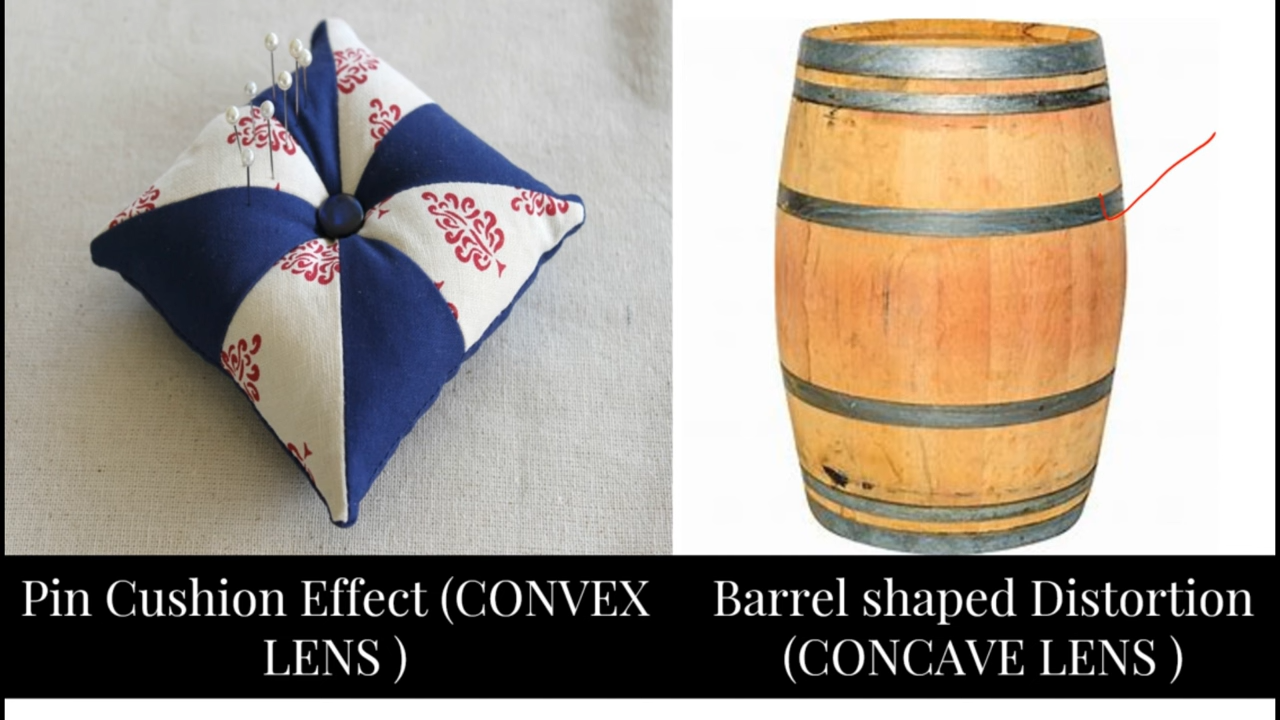 Pin Cushion Effect (CONVEX
LENS )
Barrel shaped Distortion
(CONCAVE LENS )